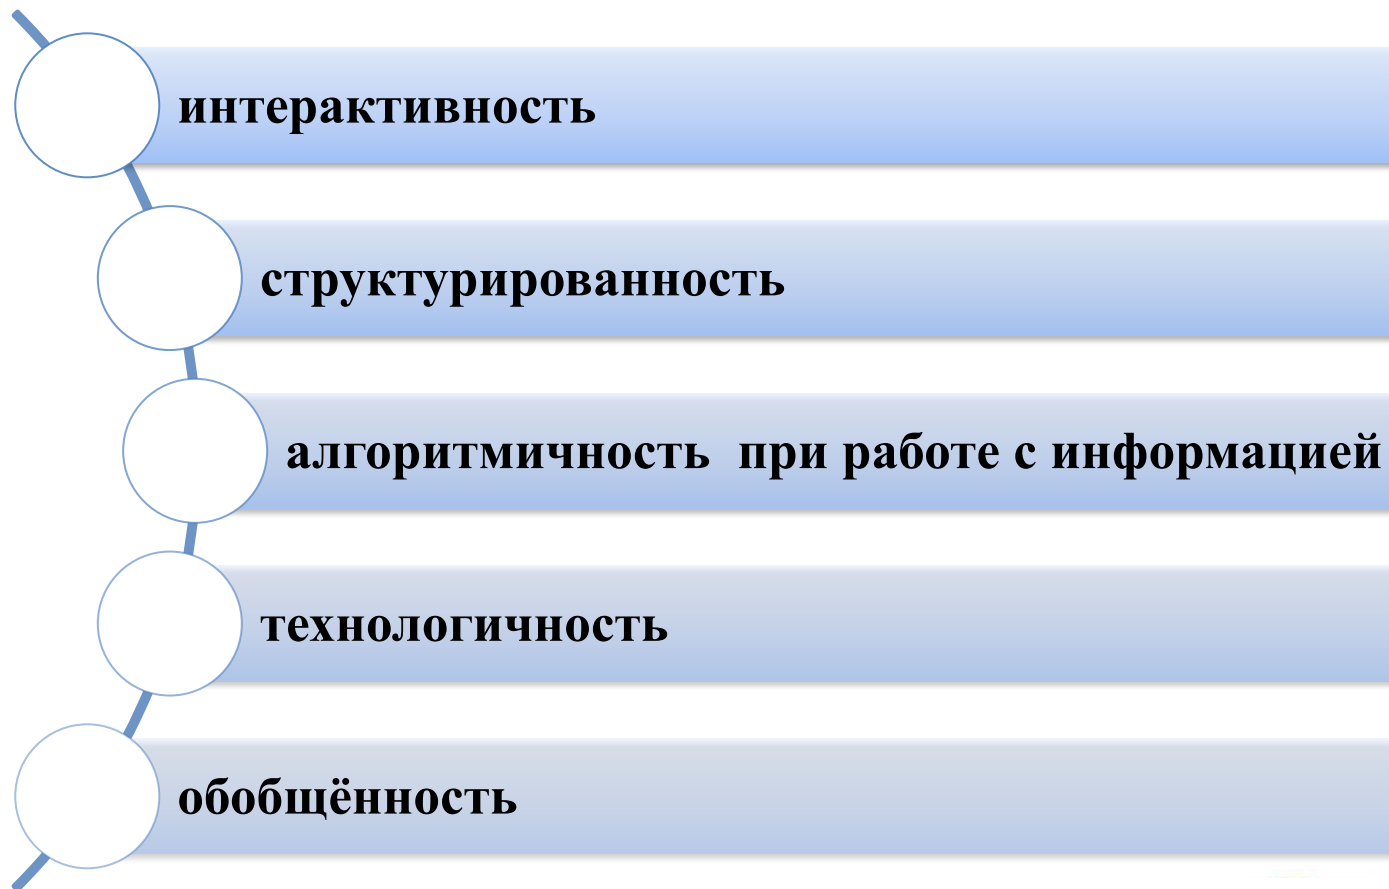 интерактивность
структурированность
алгоритмичность при работе с информацией
технологичность
обобщённость